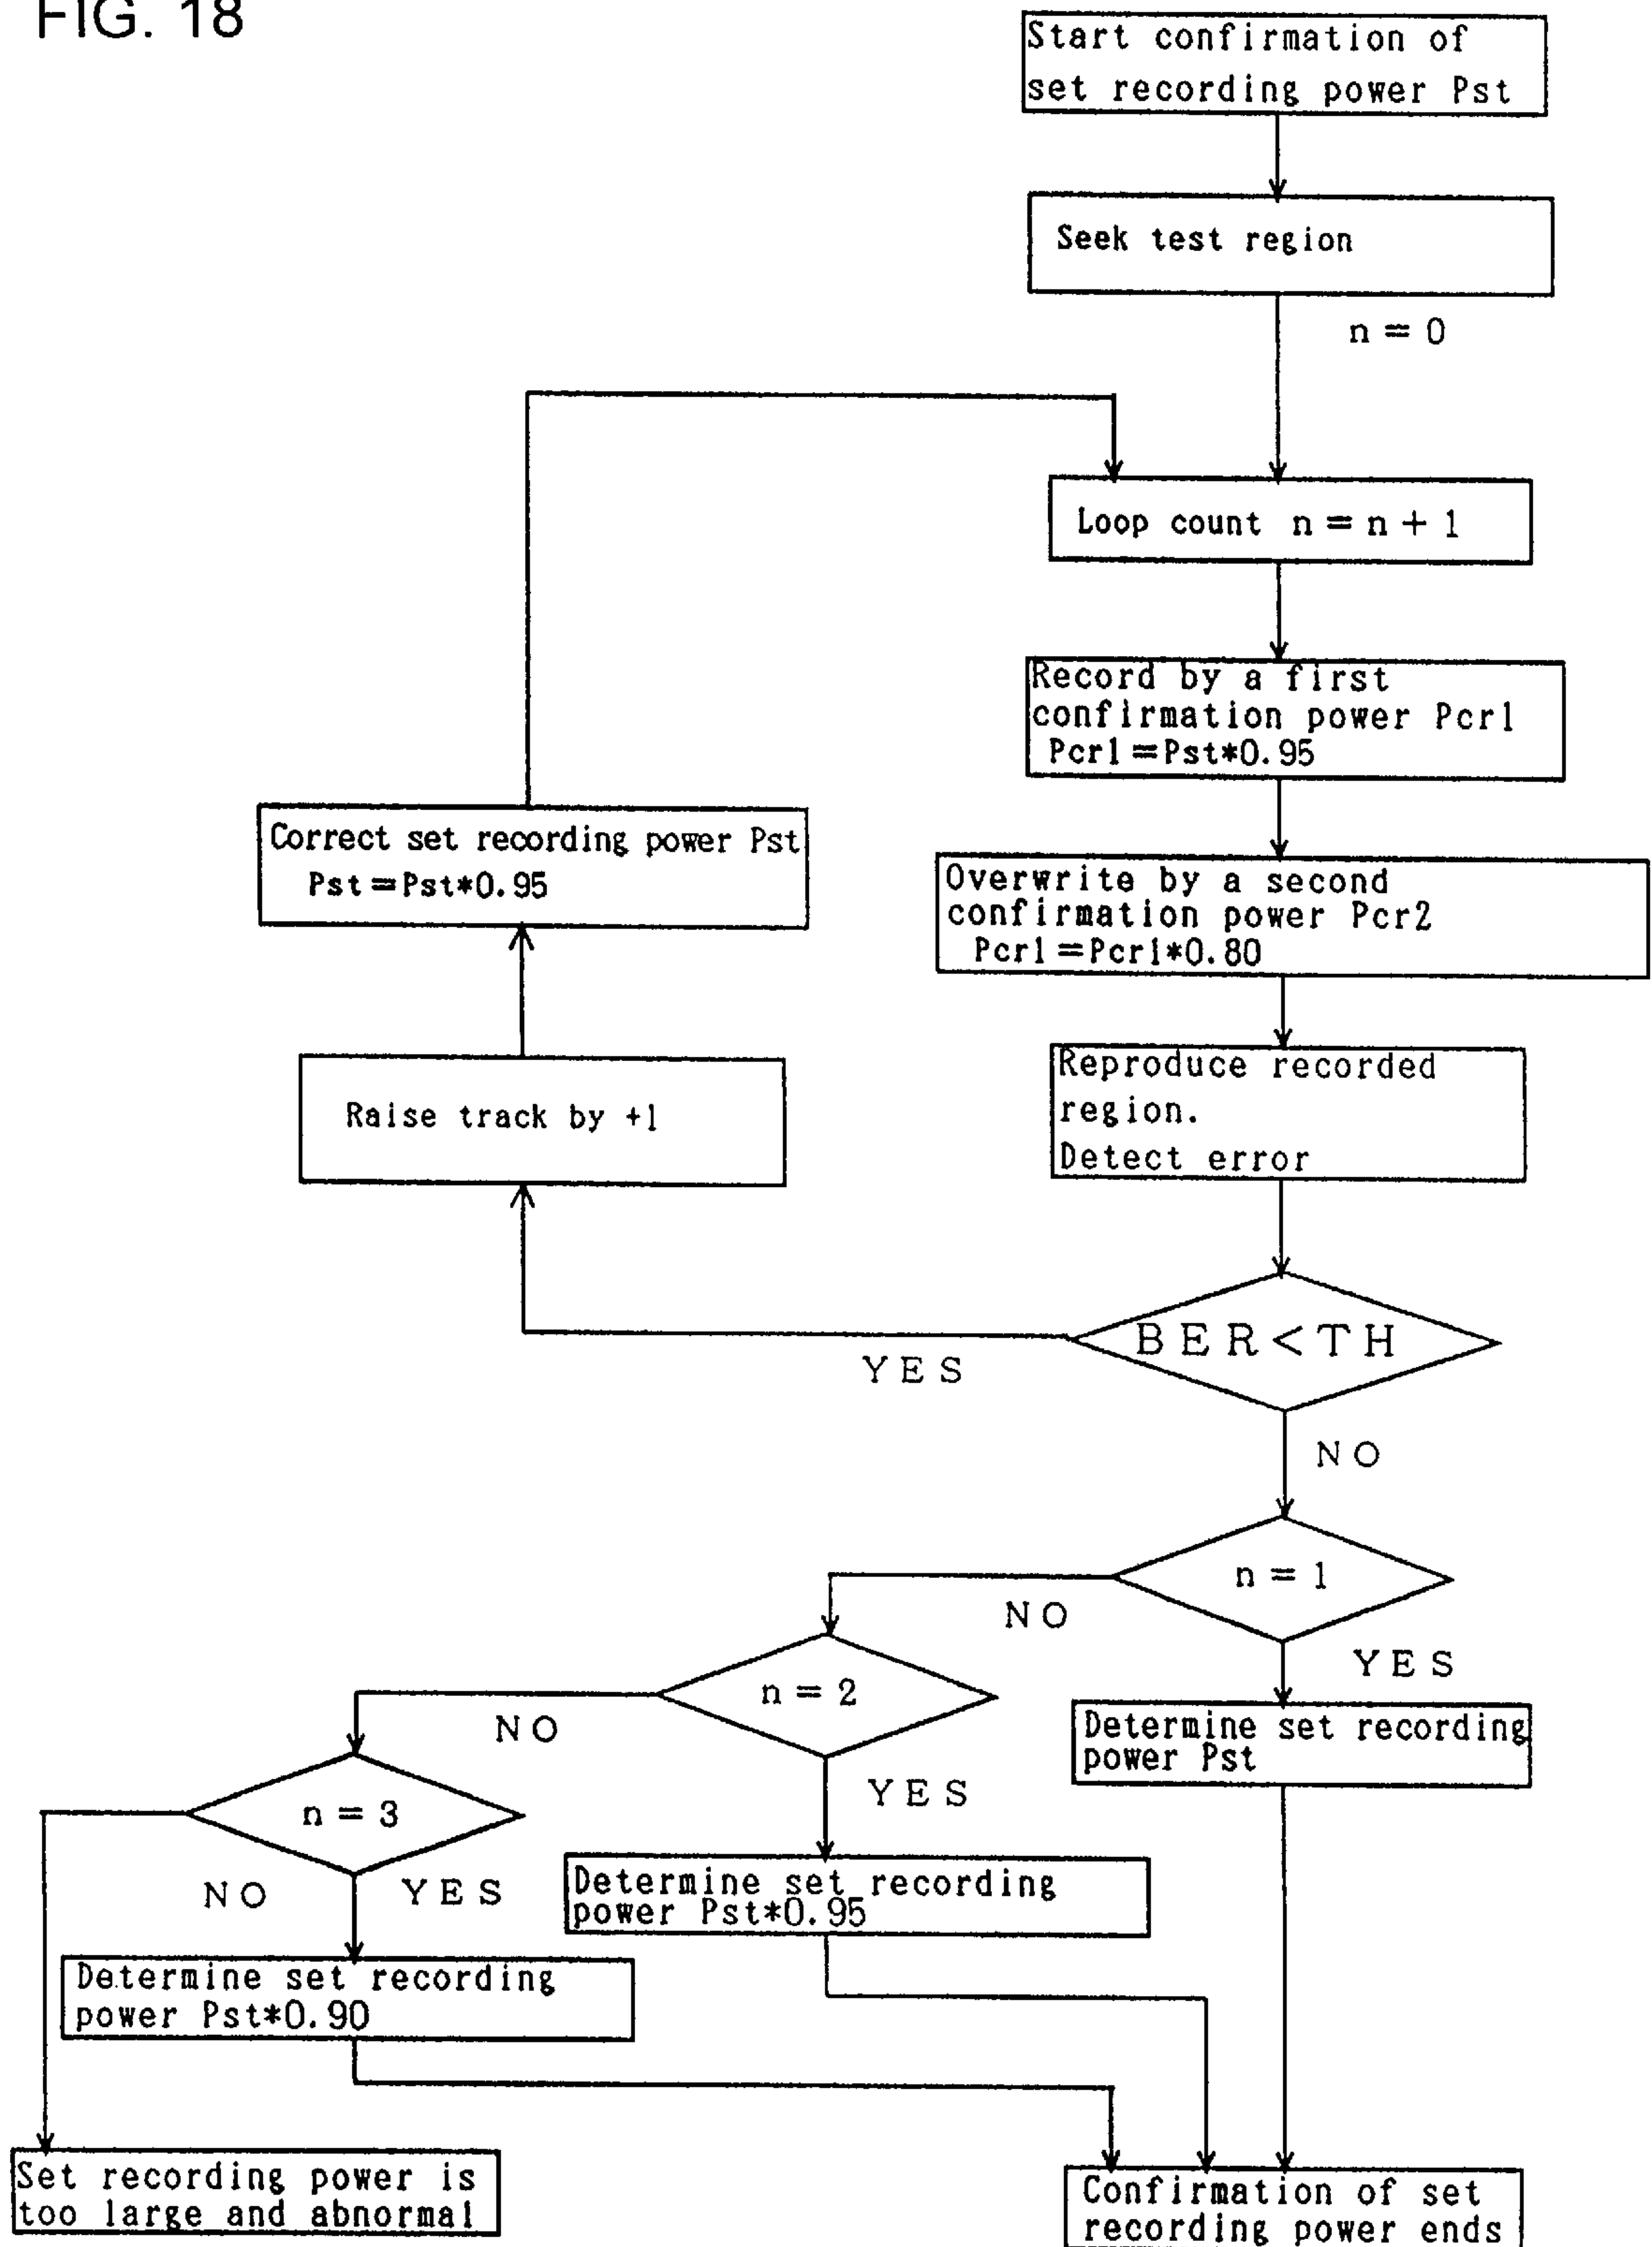 FIG. 18
Start confirmation of
set recording power Pst
Seek test region
n = 0
Loop count n = n + 1
Record by a first
confirmation power Pcr1
Pcr1=Pst*0.95
Correct set recording power Pst
Pst=Pst*0.95
Overwrite by a second
confirmation power Pcr2
Pcr1=Pcr1*0.80
Raise track by +1
Reproduce recorded
region.
Detect error
BER<TH
YES
NO
n = 1
NO
YES
n = 2
NO
YES
Determine set recording
power Pst
n = 3
NO
YES
Determine set recording
power Pst*0.95
Determine set recording
power Pst*0.90
Set recording power is
too large and abnormal
Confirmation of set
recording power ends